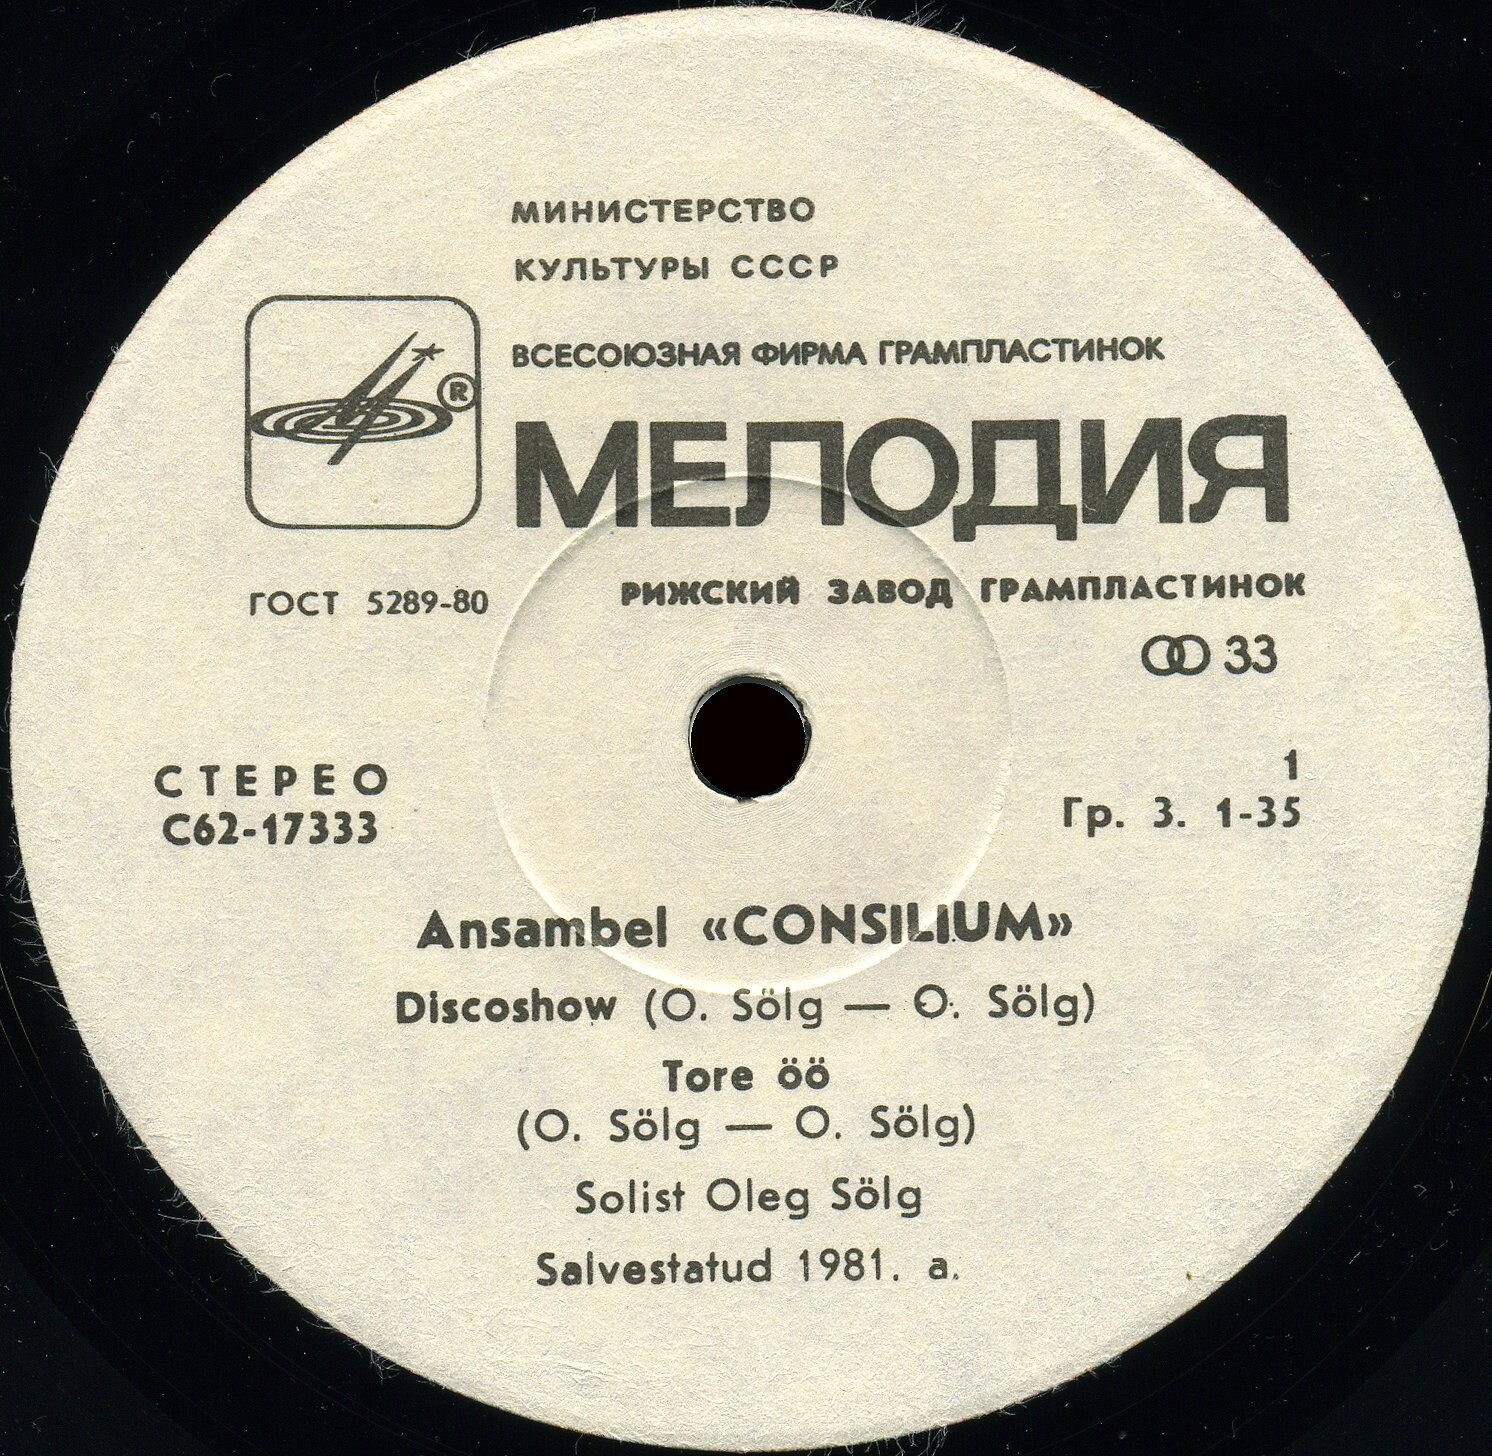 МИНИСТЕРСТВО
КУЛЬТУРЫ СССР
ВСЕСОЮЗНАЯ ФИРМА ГРАМПЛАСТИНОК
®
МЕЛОДИЯ
ГОСТ 5289-80
РИЖСКИЙ ЗАВОД ГРАМПЛАСТИНОК
33
СТЕРЕО
С62-17333
1
Гр. 3. 1-35
Ansambel «CONSILIUM»
Discoshow (O. Sölg — O. Sölg)
Tore öö
(O. Sölg — O. Sölg)
Solist Oleg Sölg
Salvestatud 1981. a.